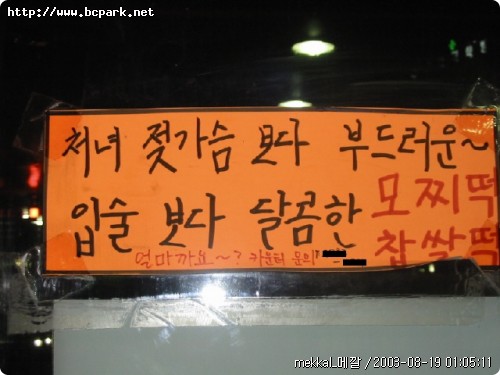 http://www.bcpark.net
처녀 젖가슴 보다 부드러운~
입술 보다 달콤한
모찌떡
찹쌀떡
얼마까요~? 카운터 문의
mekkal_메깔 / 2003-08-19 01:05:11